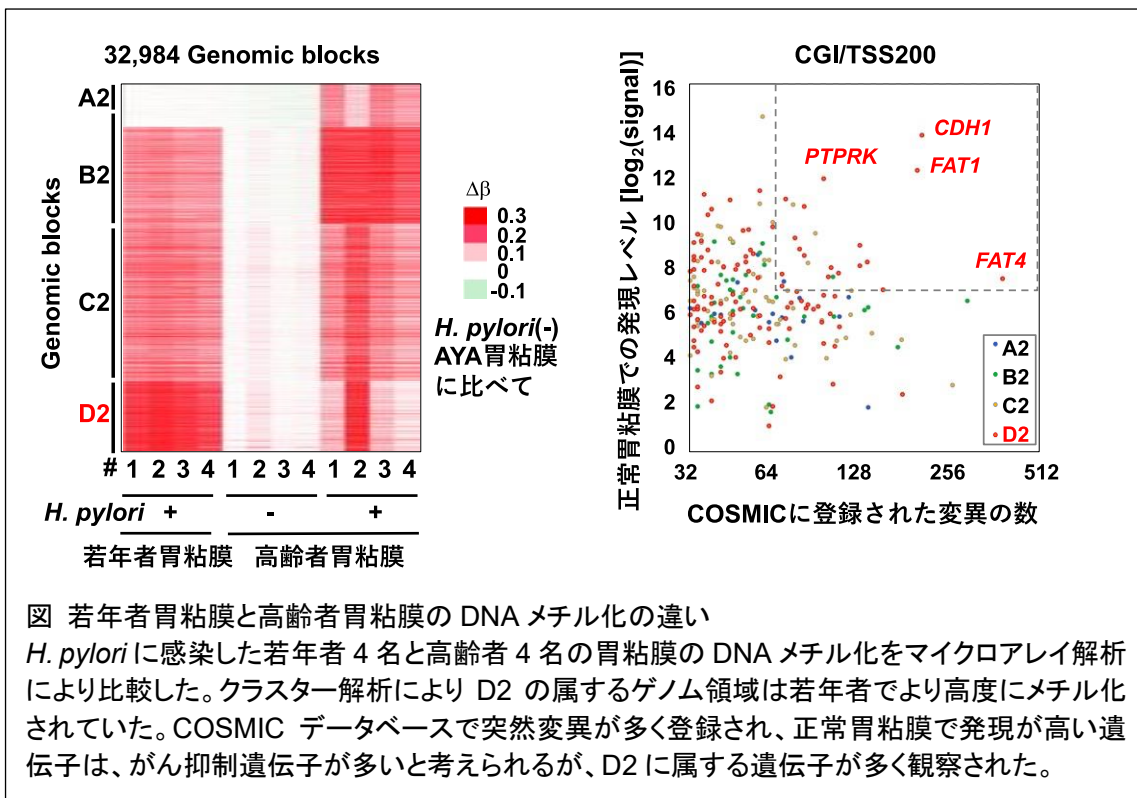 32,984 Genomic blocks
Genomic blocks
A2
B2
C2
D2
Δβ
0.3
0.2
0.1
0
-0.1
H. pylori(-)
AYA胃粘膜
に比べて
# 1 2 3 4 1 2 3 4 1 2 3 4
H. pylori + - +
若年者胃粘膜 高齢者胃粘膜
CGI/TSS200
正常胃粘膜での発現レベル [log₂(signal)]
16
14
12
10
8
6
4
2
0
CDH1
PTPRK
FAT1
FAT4
A2
B2
C2
D2
32 64 128 256 512
COSMICに登録された変異の数
図 若年者胃粘膜と高齢者胃粘膜の DNA メチル化の違い
H. pylori に感染した若年者 4 名と高齢者 4 名の胃粘膜の DNA メチル化をマイクロアレイ解析
により比較した。クラスター解析により D2 の属するゲノム領域は若年者でより高度にメチル化
されていた。COSMIC データベースで突然変異が多く登録され、正常胃粘膜で発現が高い遺
伝子は、がん抑制遺伝子が多いと考えられるが、D2 に属する遺伝子が多く観察された。